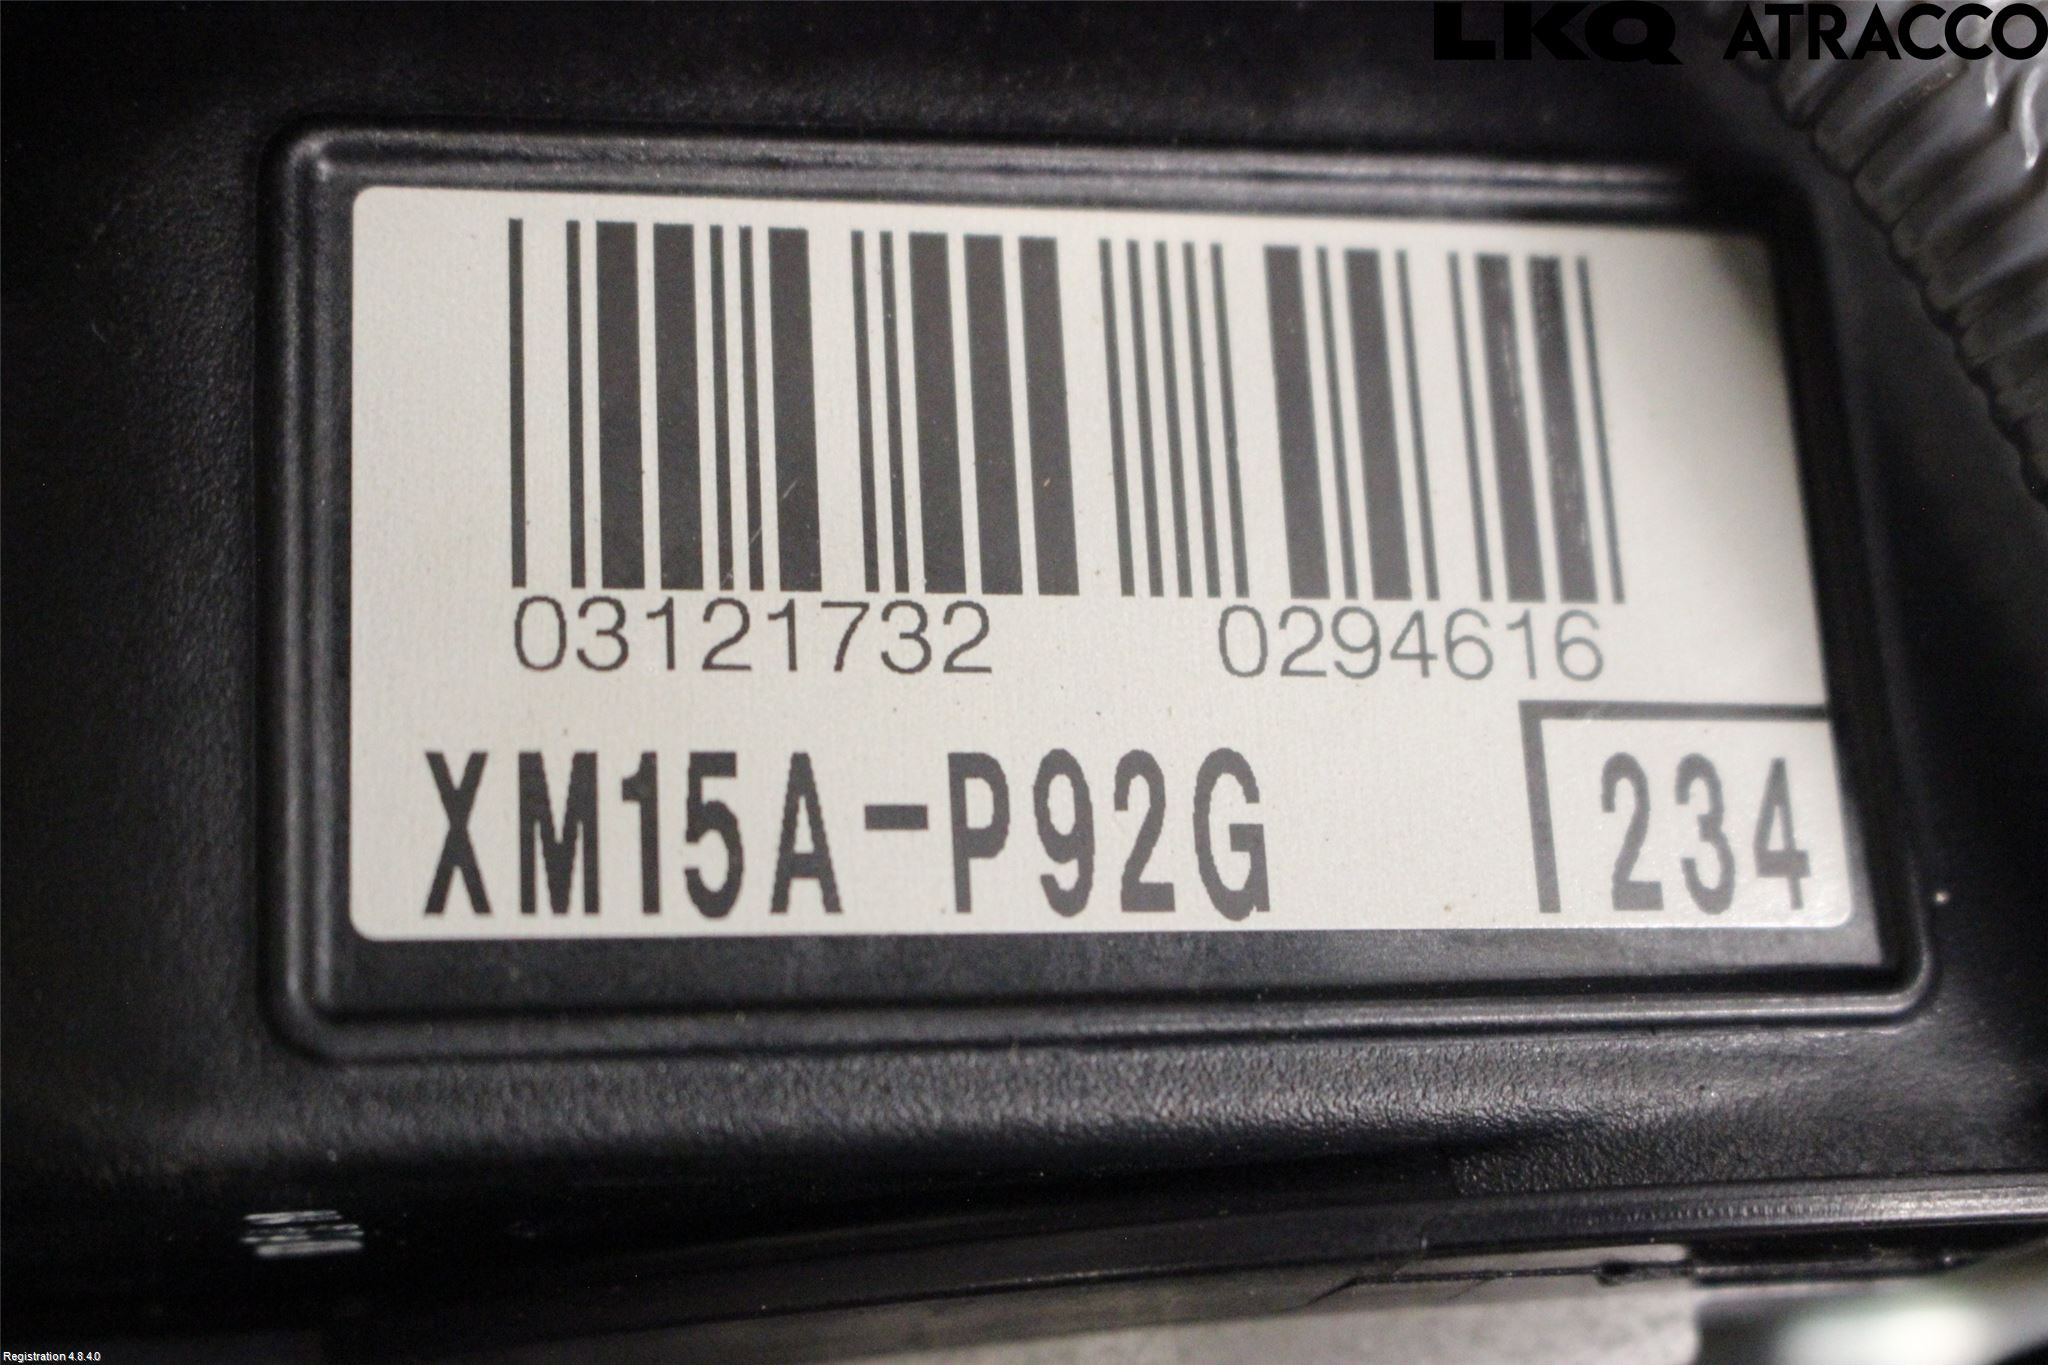 LKQ ATRACCO
03121732 0294616
XM15A-P92G 234
Registration 4.8.4.0